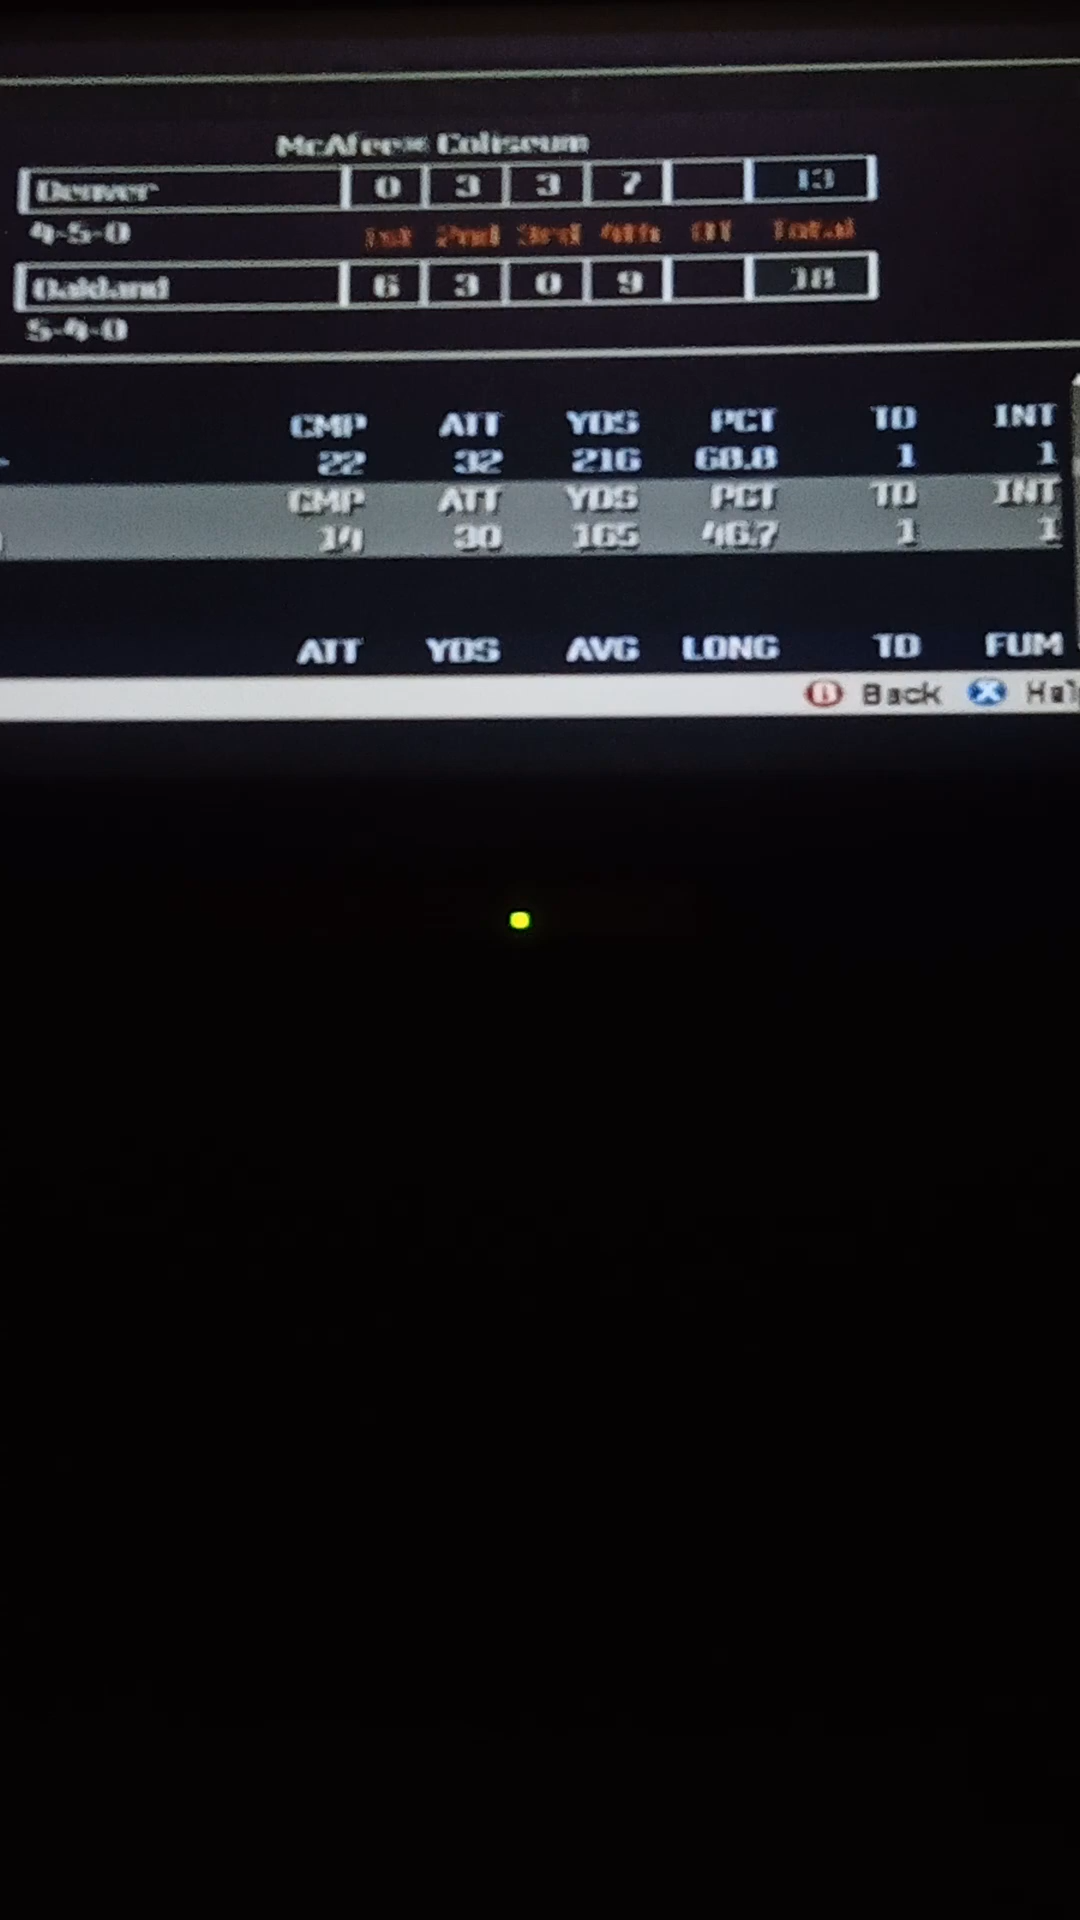 McAfee™ Coliseum
Denver 0 3 3 7 13
4-5-0 1st 2nd 3rd 4th OT Total
Oakland 6 3 0 9 18
5-4-0
CMP ATT YDS PCT TD INT
22 32 216 68.8 1 1
CMP ATT YDS PCT TD INT
14 30 165 46.7 1 1
ATT YDS AVG LONG TD FUM
B Back X Hel